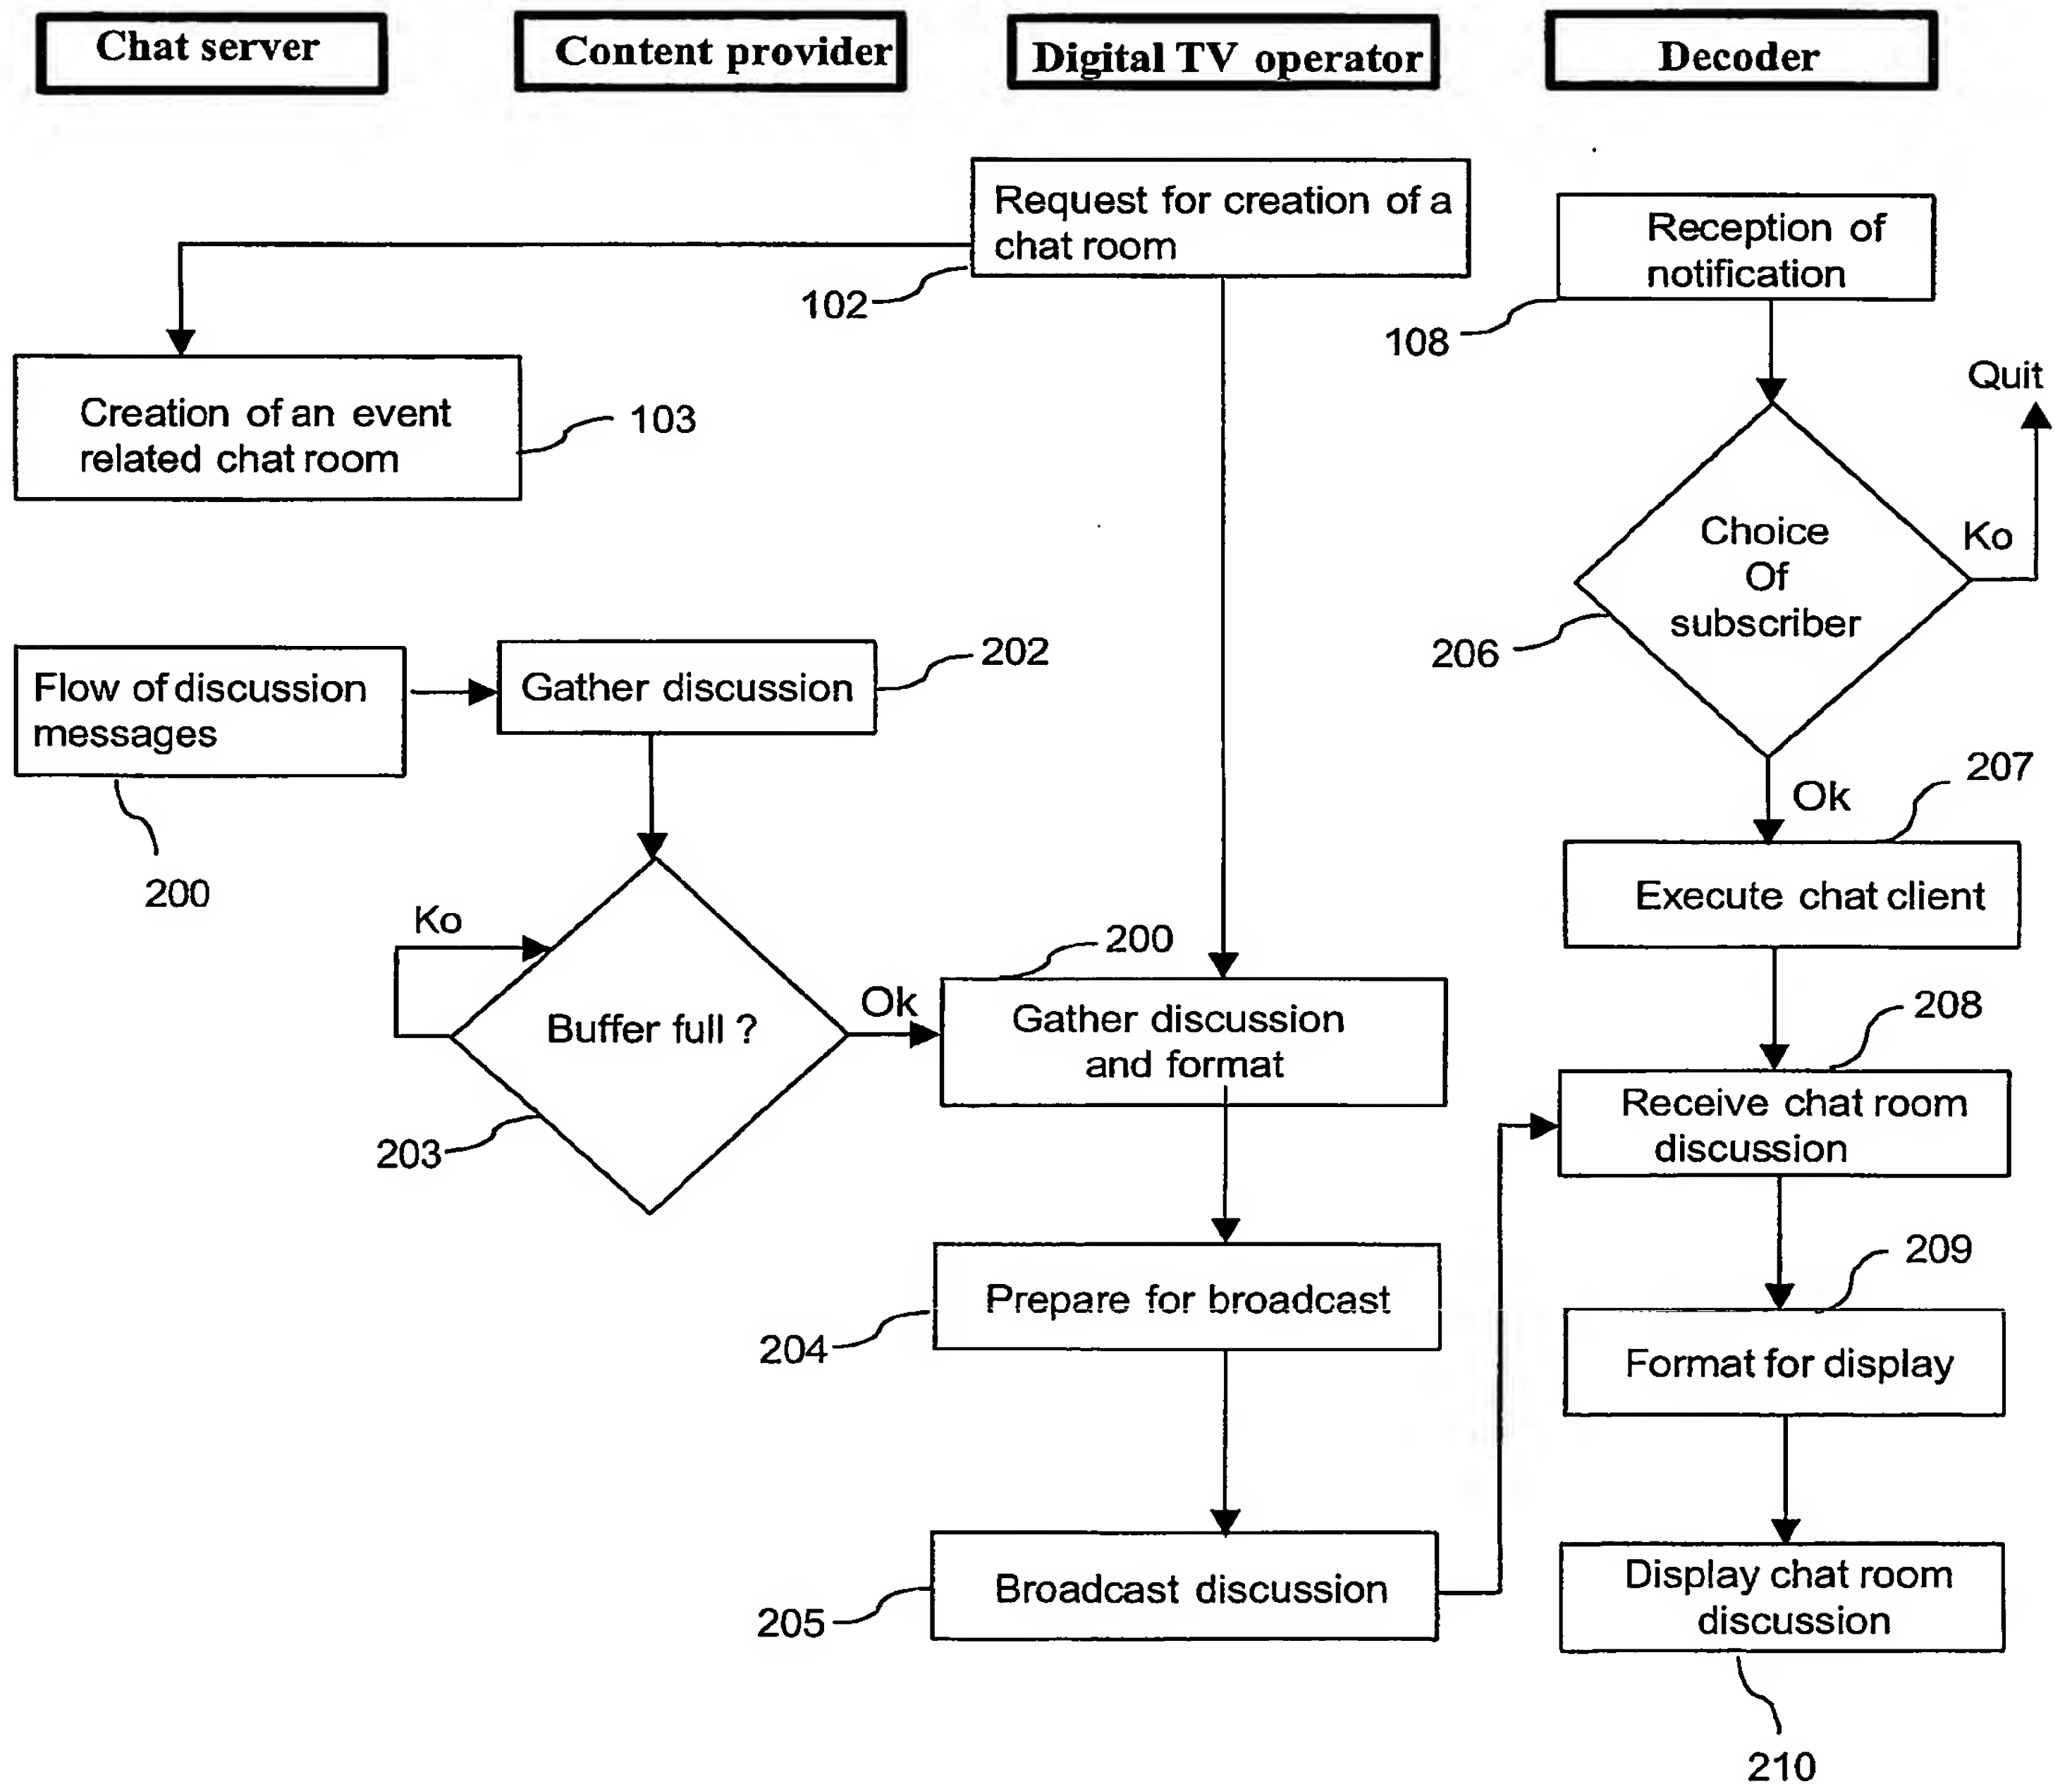 Chat server
Content provider
Digital TV operator
Decoder
Request for creation of a
chat room
102
Reception of
notification
108
Creation of an event
related chat room
103
Quit
Choice
Of
subscriber
Ko
206
Flow of discussion
messages
200
Gather discussion
202
Ok
207
Execute chat client
Ko
Buffer full ?
203
Ok
200
Gather discussion
and format
208
Receive chat room
discussion
Prepare for broadcast
204
209
Format for display
Broadcast discussion
205
Display chat room
discussion
210